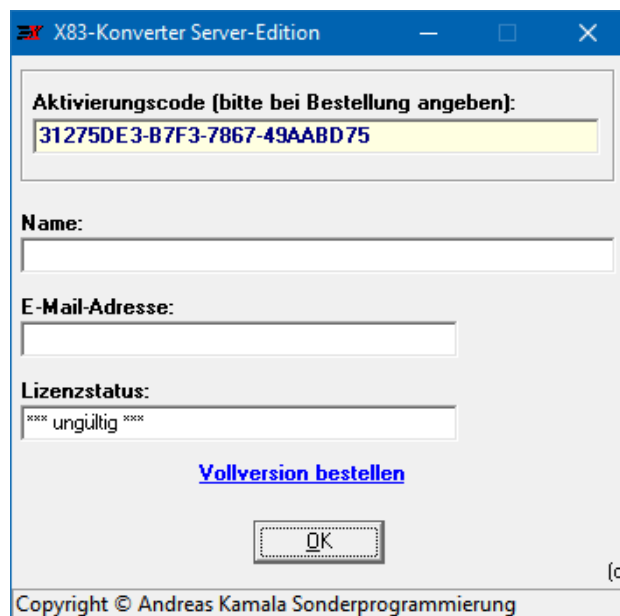 X83-Konverter Server-Edition
Aktivierungscode (bitte bei Bestellung angeben):
31275DE3-B7F3-7867-49AABD75
Name:
E-Mail-Adresse:
Lizenzstatus:
*** ungültig ***
Vollversion bestellen
OK
Copyright © Andreas Kamala Sonderprogrammierung